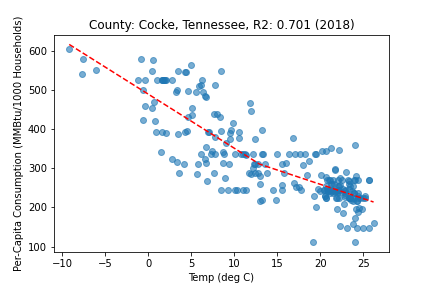 County: Cocke, Tennessee, R2: 0.701 (2018)
Per-Capita Consumption (MMBtu/1000 Households)
600
500
400
300
200
100
−10 −5 0 5 10 15 20 25
Temp (deg C)